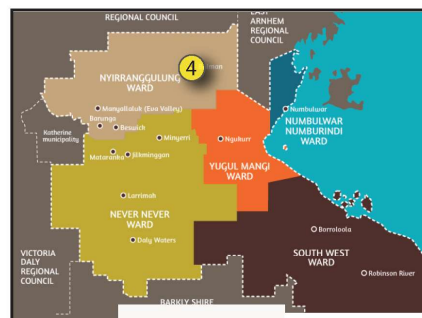 REGIONAL COUNCIL
EAST
ARNHEM
REGIONAL
COUNCIL
4
NYIRRANGGULUNG
WARD
Manyallaluk (Eva Valley)
Barunga
Beswick
Katherine
municipality
Numbulwar
NUMBULWAR
NUMBURINDI
WARD
Minyerri
Ngukurr
Mataranka
Jilkminggan
YUGUL MANGI
WARD
Larrimah
NEVER NEVER
WARD
Daly Waters
Borroloola
SOUTH WEST
WARD
Robinson River
VICTORIA
DALY
REGIONAL
COUNCIL
BARKLY SHIRE